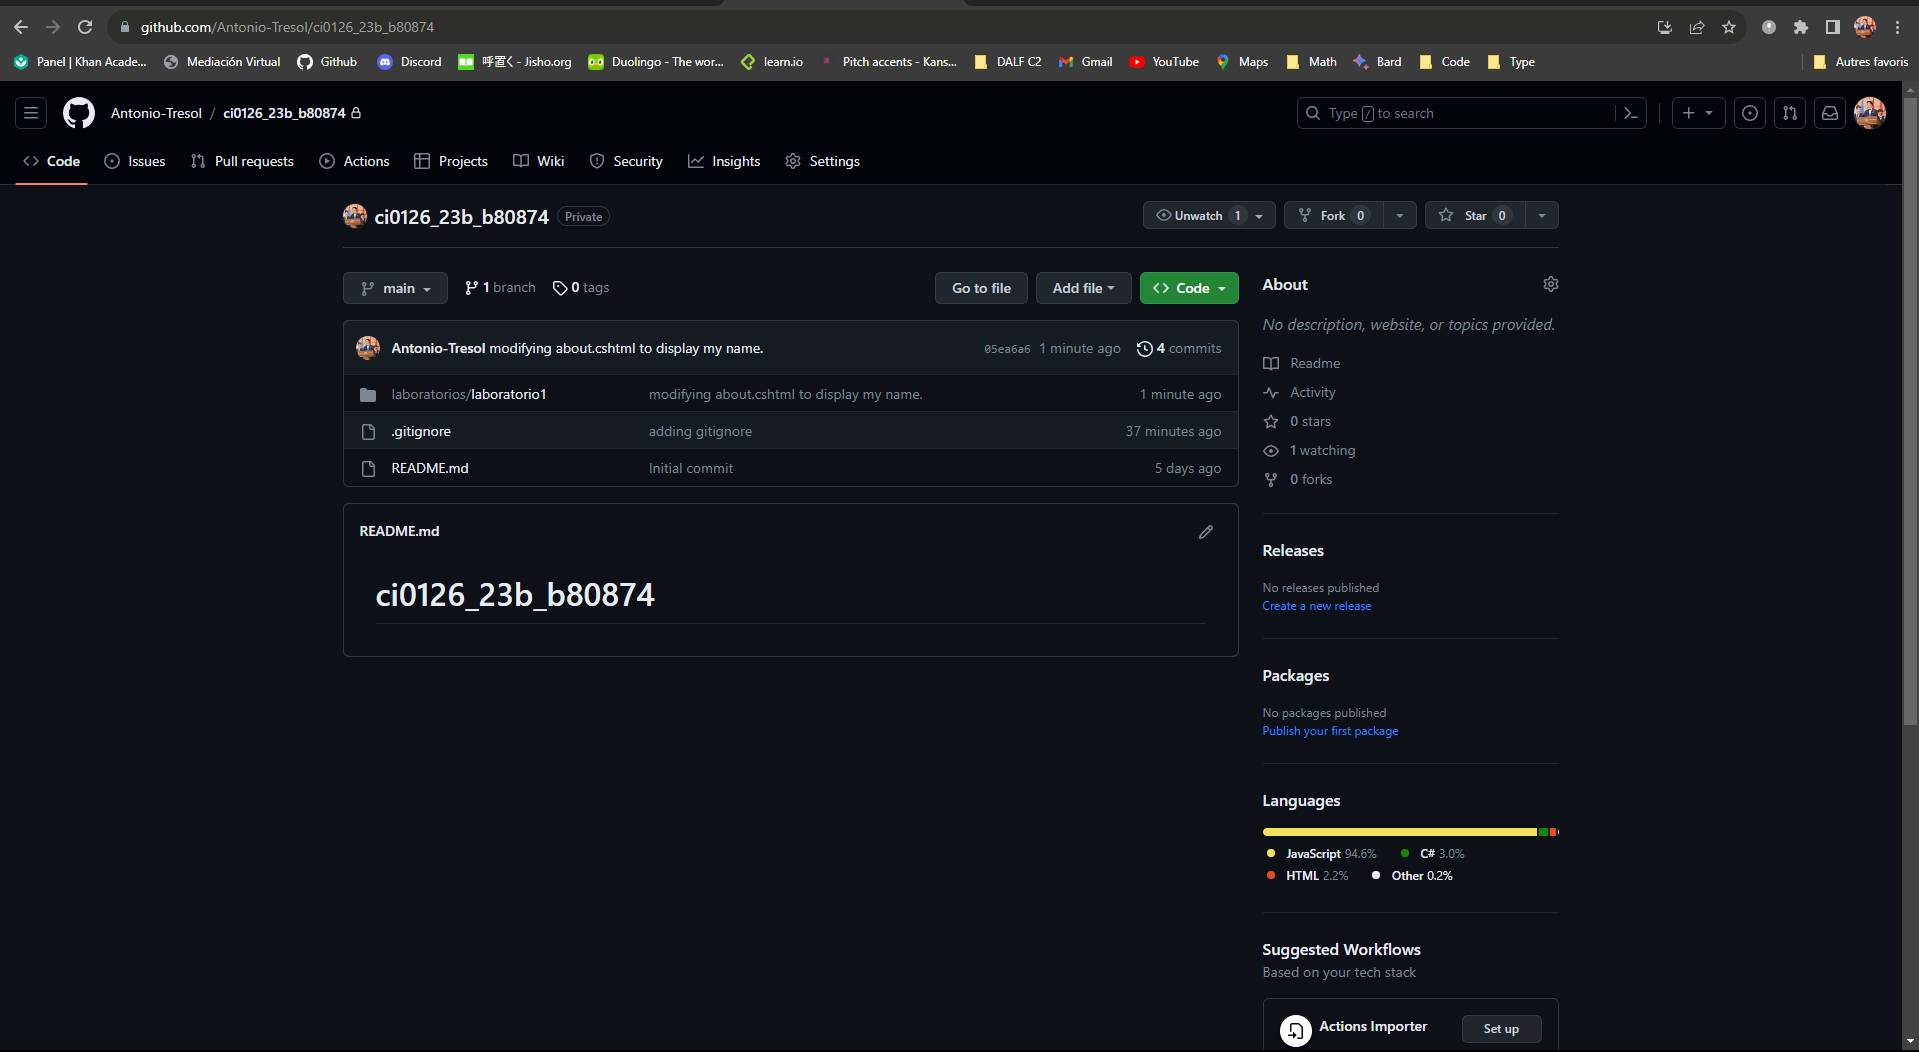 github.com/Antonio-Tresol/ci0126_23b_b80874
Panel | Khan Acade... Mediación Virtual Github Discord 呼置く - Jisho.org Duolingo - The wor... learn.io Pitch accents - Kans... DALF C2 Gmail YouTube Maps Math Bard Code Type Autres favoris
Antonio-Tresol / ci0126_23b_b80874 Type / to search
Code Issues Pull requests Actions Projects Wiki Security Insights Settings
ci0126_23b_b80874 Private Unwatch 1 Fork 0 Star 0
main 1 branch 0 tags Go to file Add file Code
Antonio-Tresol modifying about.cshtml to display my name. 05ea6a6 1 minute ago 4 commits
laboratorios/laboratorio1 modifying about.cshtml to display my name. 1 minute ago
.gitignore adding gitignore 37 minutes ago
README.md Initial commit 5 days ago
README.md
ci0126_23b_b80874
About
No description, website, or topics provided.
Readme
Activity
0 stars
1 watching
0 forks
Releases
No releases published
Create a new release
Packages
No packages published
Publish your first package
Languages
JavaScript 94.6% C# 3.0%
HTML 2.2% Other 0.2%
Suggested Workflows
Based on your tech stack
Actions Importer Set up